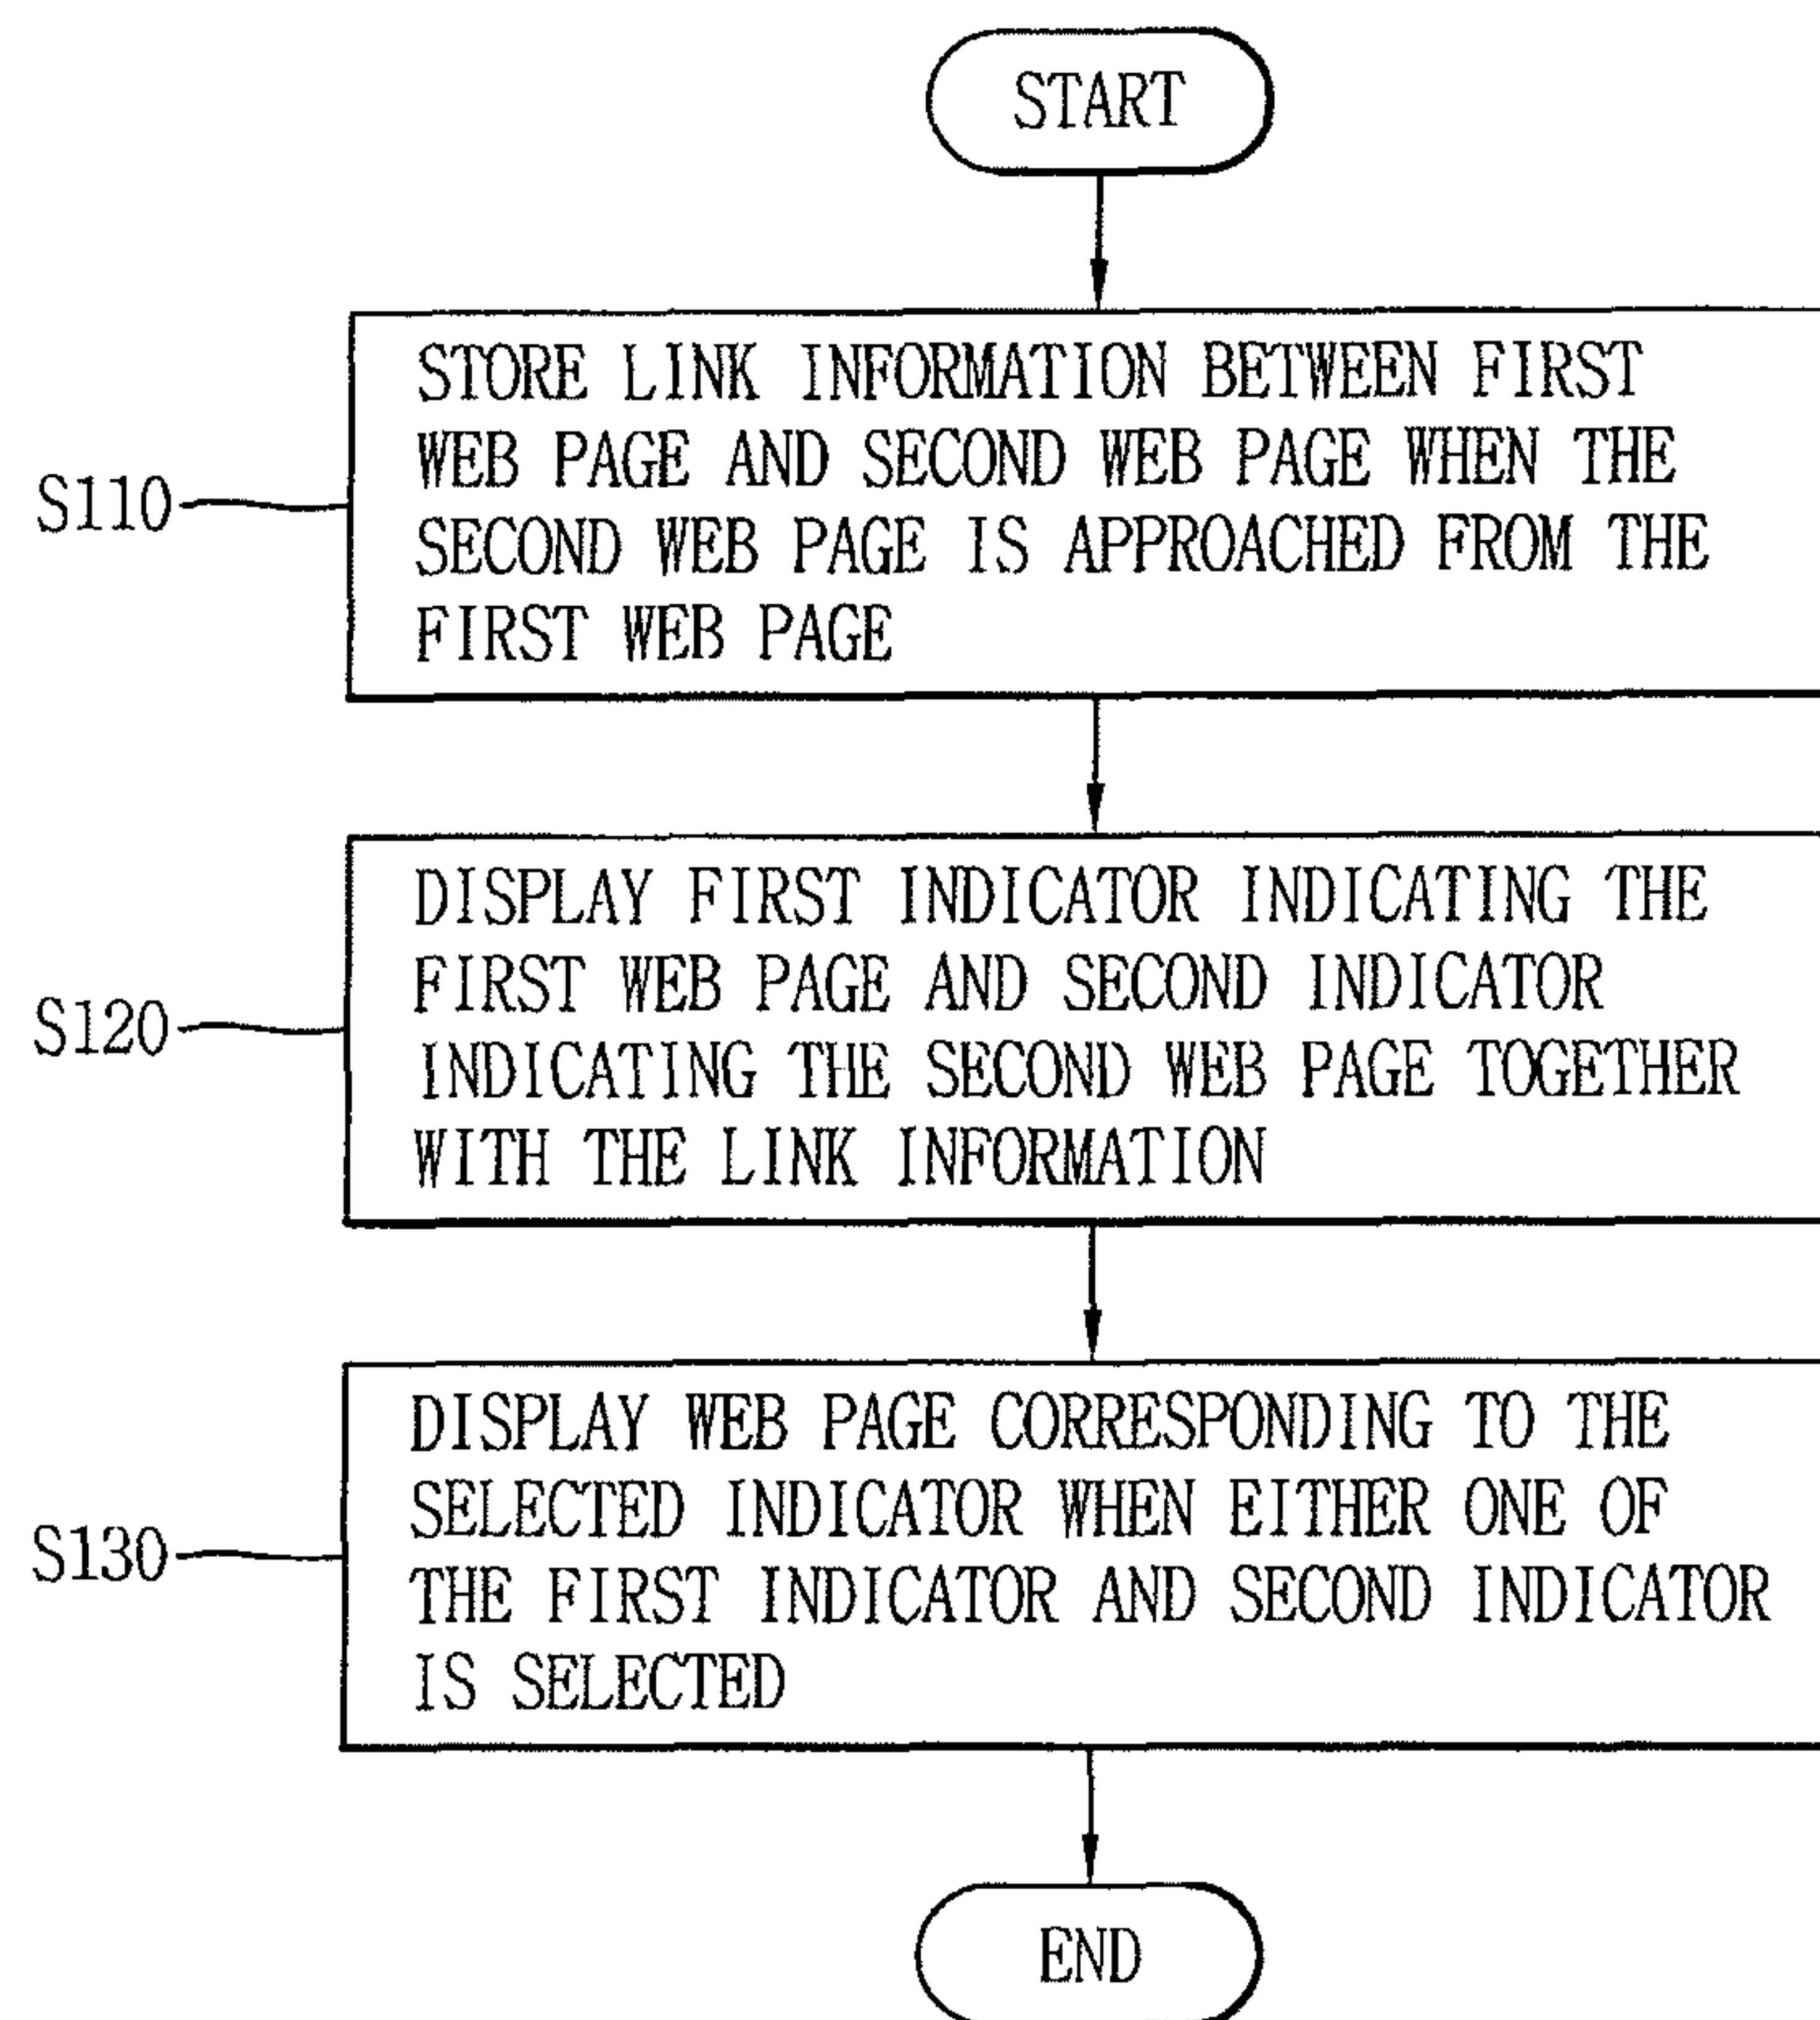 START
STORE LINK INFORMATION BETWEEN FIRST
WEB PAGE AND SECOND WEB PAGE WHEN THE
SECOND WEB PAGE IS APPROACHED FROM THE
FIRST WEB PAGE
S110
DISPLAY FIRST INDICATOR INDICATING THE
FIRST WEB PAGE AND SECOND INDICATOR
INDICATING THE SECOND WEB PAGE TOGETHER
WITH THE LINK INFORMATION
S120
DISPLAY WEB PAGE CORRESPONDING TO THE
SELECTED INDICATOR WHEN EITHER ONE OF
THE FIRST INDICATOR AND SECOND INDICATOR
IS SELECTED
S130
END